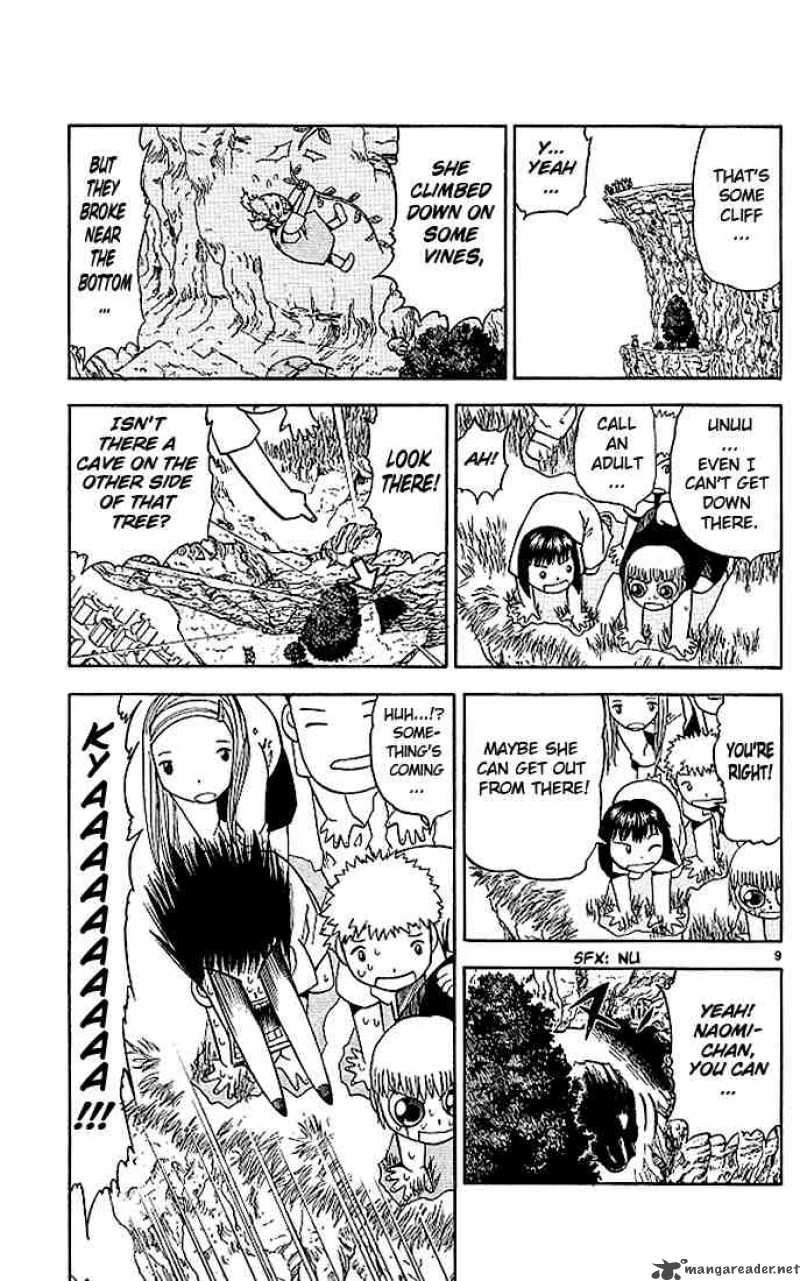 THAT'S
SOME
CLIFF
...
Y...
YEAH
...
SHE
CLIMBED
DOWN ON
SOME
VINES,
BUT
THEY
BROKE
NEAR
THE
BOTTOM
...
UNUU
...
EVEN I
CAN'T GET
DOWN
THERE.
CALL
AN
ADULT
...
AH!
LOOK
THERE!
ISN'T
THERE A
CAVE ON THE
OTHER SIDE
OF THAT
TREE?
YOU'RE
RIGHT!
MAYBE SHE
CAN GET OUT
FROM THERE!
9
SFX: NU
YEAH!
NAOMI-
CHAN,
YOU CAN
...
ヌッ
HUH...!?
SOME-
THING'S
COMING
...
KYAAAAAAAAAAA!!!
mangareader.net